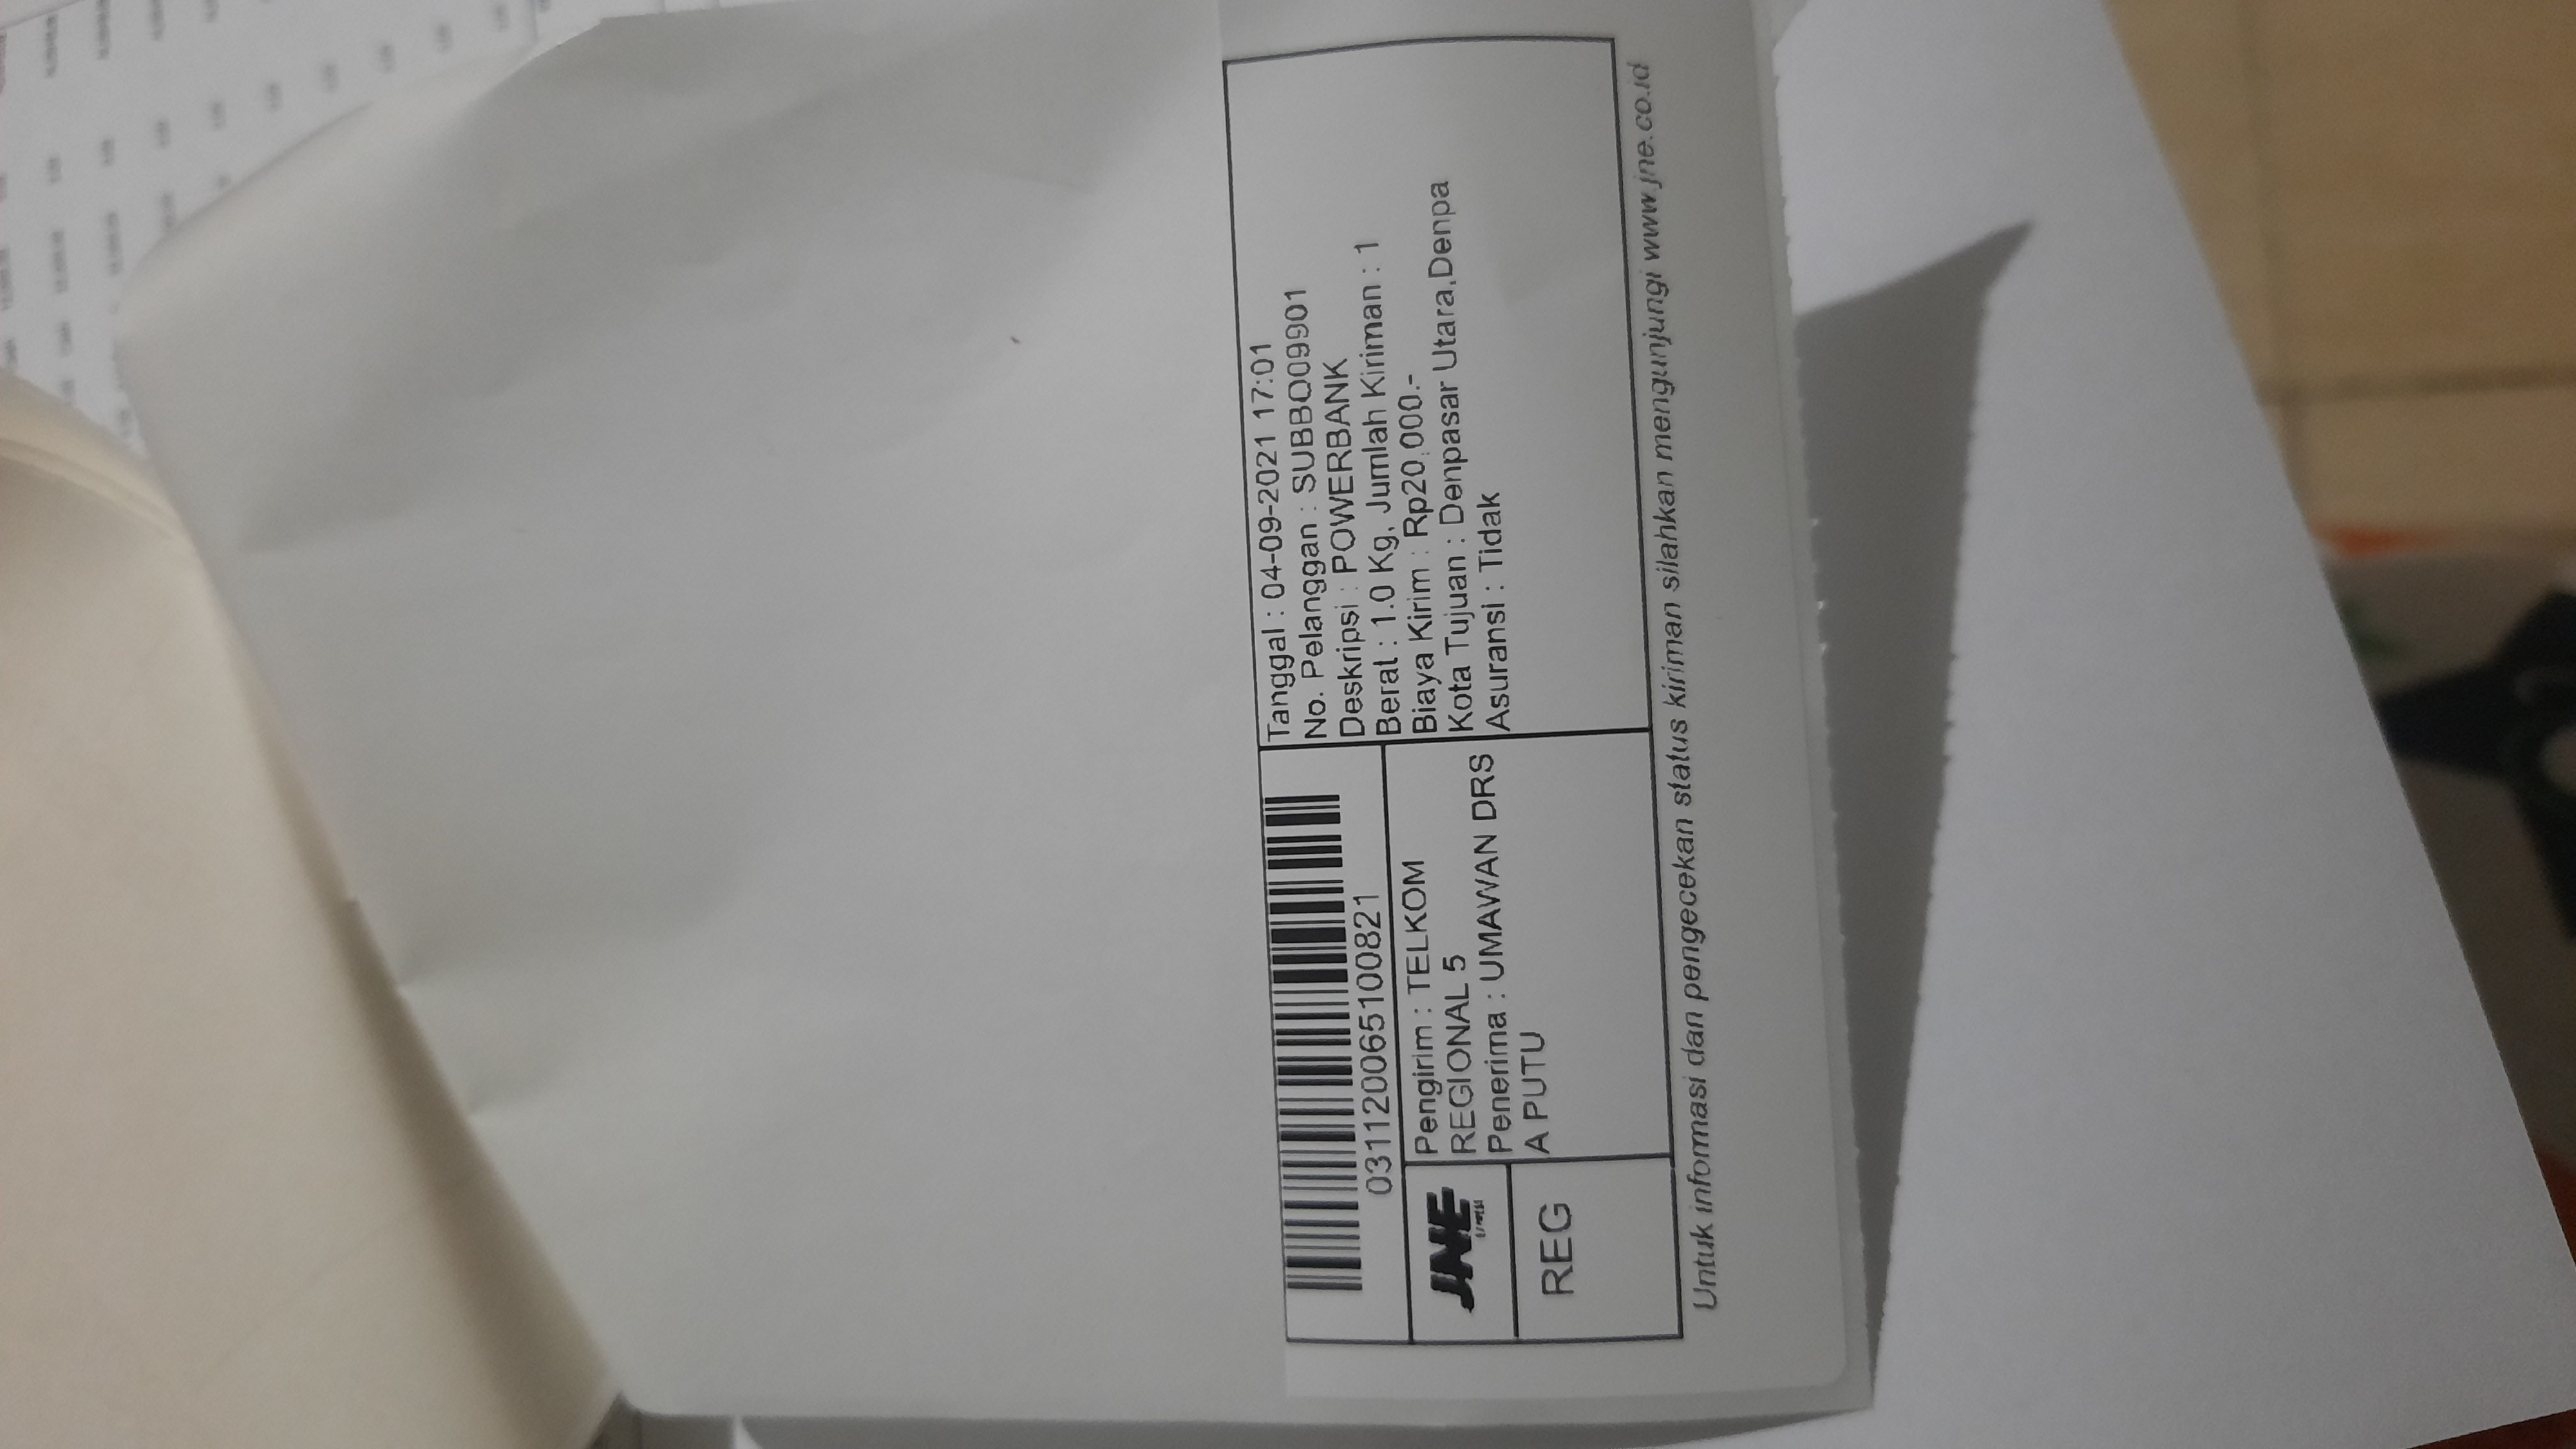 031120065100821
JNE
REG
Pengirim : TELKOM
REGIONAL 5
Penerima : UMAWAN DRS
A PUTU
Tanggal : 04-09-2021 17:01
No. Pelanggan : SUBBO09901
Deskripsi : POWERBANK
Berat : 1.0 Kg, Jumlah Kiriman : 1
Biaya Kirim : Rp20.000.-
Kota Tujuan : Denpasar Utara,Denpa
Asuransi : Tidak
Untuk informasi dan pengecekan status kiriman silahkan mengunjungi www.jne.co.id